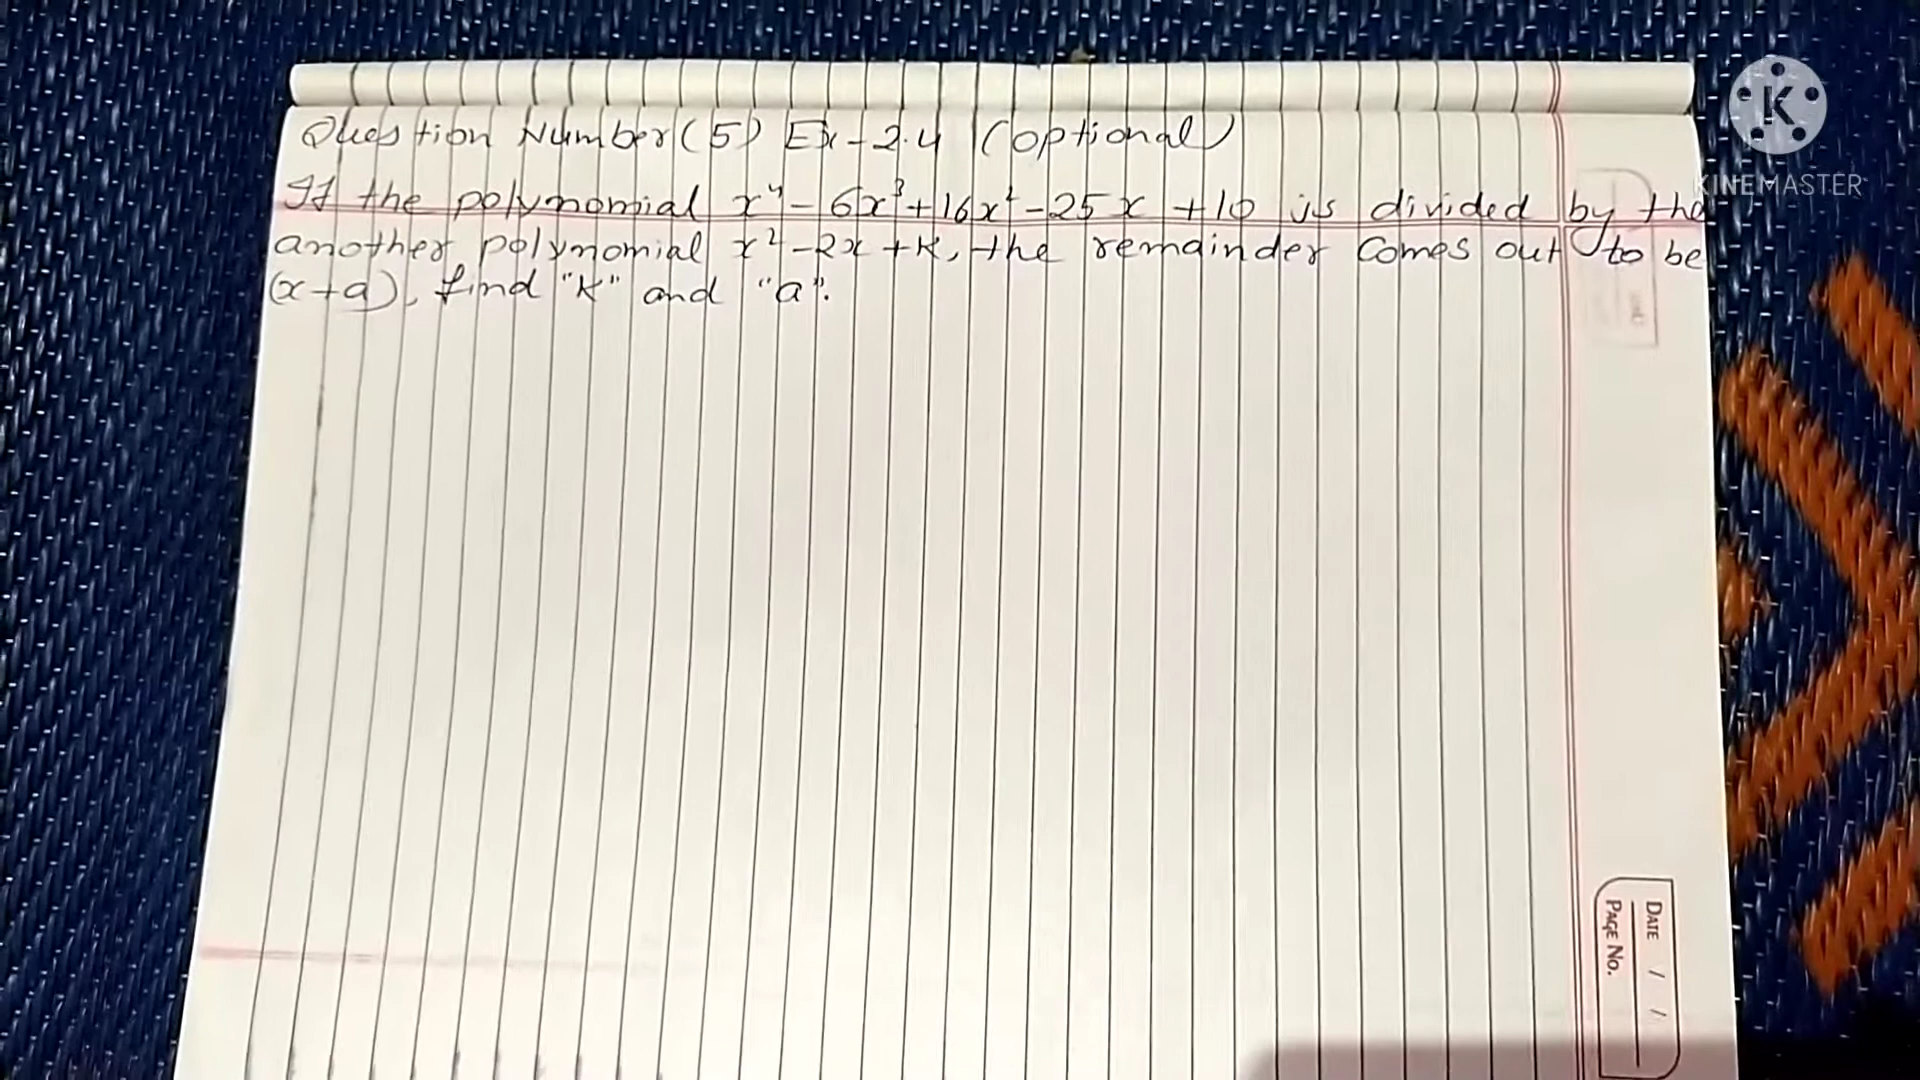 Question Number (5) Ex-2.4 (optional)
If the polynomial x⁴ - 6x³ + 16x² - 25x + 10 is divided by the
another polynomial x² - 2x + k, the remainder comes out to be
(x+a), find "k" and "a".
K
KINEMASTER
DATE / /
PAGE No.